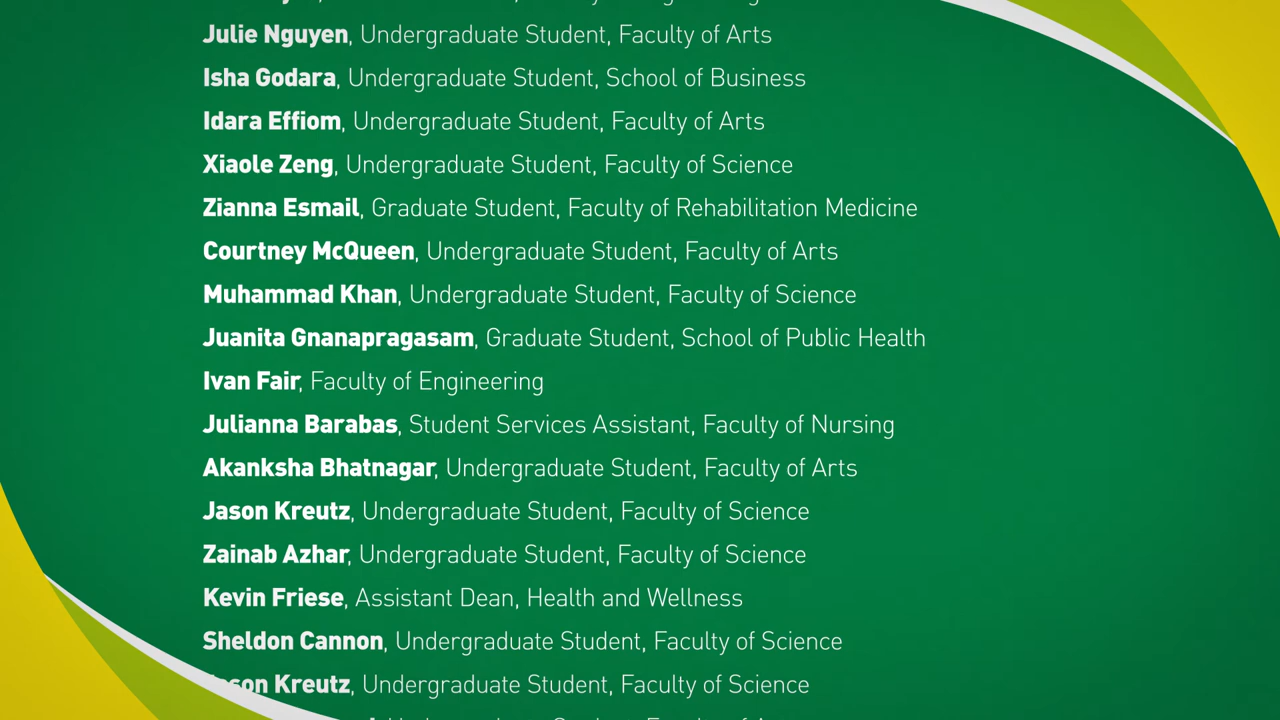 Julie Nguyen, Undergraduate Student, Faculty of Arts
Isha Godara, Undergraduate Student, School of Business
Idara Effiom, Undergraduate Student, Faculty of Arts
Xiaole Zeng, Undergraduate Student, Faculty of Science
Zianna Esmail, Graduate Student, Faculty of Rehabilitation Medicine
Courtney McQueen, Undergraduate Student, Faculty of Arts
Muhammad Khan, Undergraduate Student, Faculty of Science
Juanita Gnanapragasam, Graduate Student, School of Public Health
Ivan Fair, Faculty of Engineering
Julianna Barabas, Student Services Assistant, Faculty of Nursing
Akanksha Bhatnagar, Undergraduate Student, Faculty of Arts
Jason Kreutz, Undergraduate Student, Faculty of Science
Zainab Azhar, Undergraduate Student, Faculty of Science
Kevin Friese, Assistant Dean, Health and Wellness
Sheldon Cannon, Undergraduate Student, Faculty of Science
Kreutz, Undergraduate Student, Faculty of Science